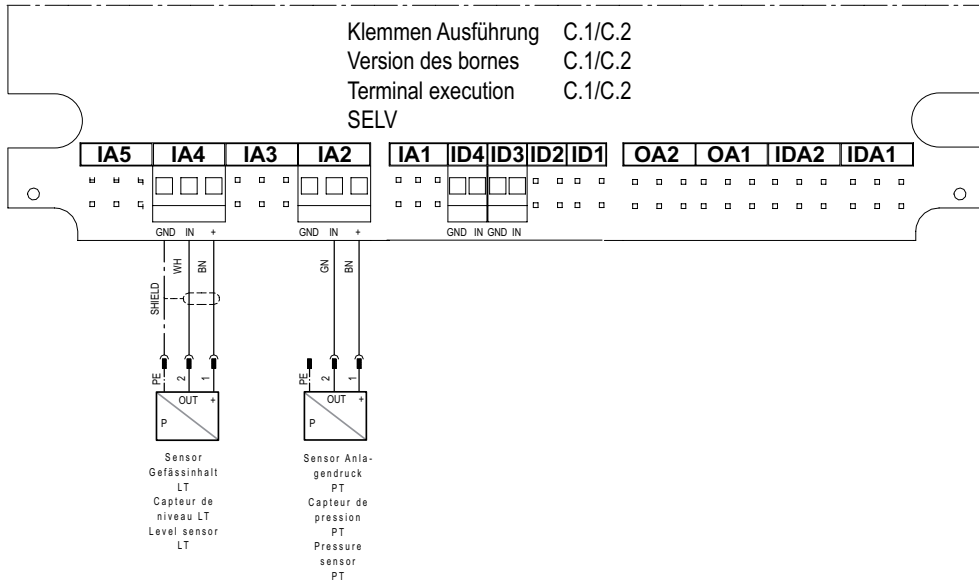 Klemmen Ausführung C.1/C.2
Version des bornes C.1/C.2
Terminal execution C.1/C.2
SELV
IA5 IA4 IA3 IA2 IA1 ID4 ID3 ID2 ID1 OA2 OA1 IDA2 IDA1
GND IN + GND IN + GND IN GND IN
SHIELD WH BN GN BN
PE 2 1 PE 2 1
OUT + OUT +
P P
Sensor
Gefässinhalt
LT
Capteur de
niveau LT
Level sensor
LT
Sensor Anla-
gendruck
PT
Capteur de
pression
PT
Pressure
sensor
PT